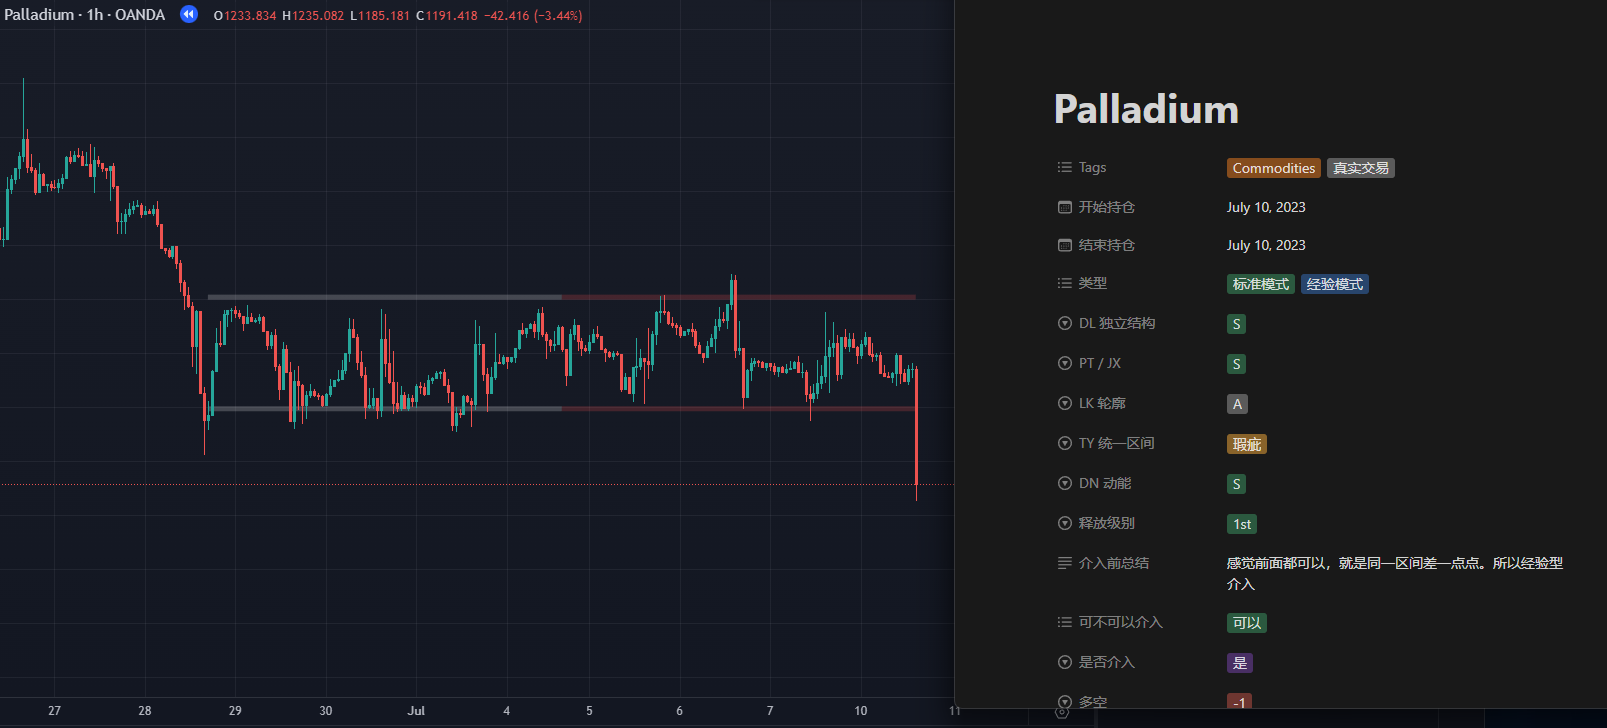 Palladium · 1h · OANDA O1233.834 H1235.082 L1185.181 C1191.418 −42.416 (−3.44%)
27 28 29 30 Jul 4 5 6 7 10 11
Palladium
Tags Commodities 真实交易
开始持仓 July 10, 2023
结束持仓 July 10, 2023
类型 标准模式 经验模式
DL 独立结构 S
PT / JX S
LK 轮廓 A
TY 统一区间 瑕疵
DN 动能 S
释放级别 1st
介入前总结 感觉前面都可以，就是同一区间差一点点。所以经验型
介入
可不可以介入 可以
是否介入 是
多空 -1